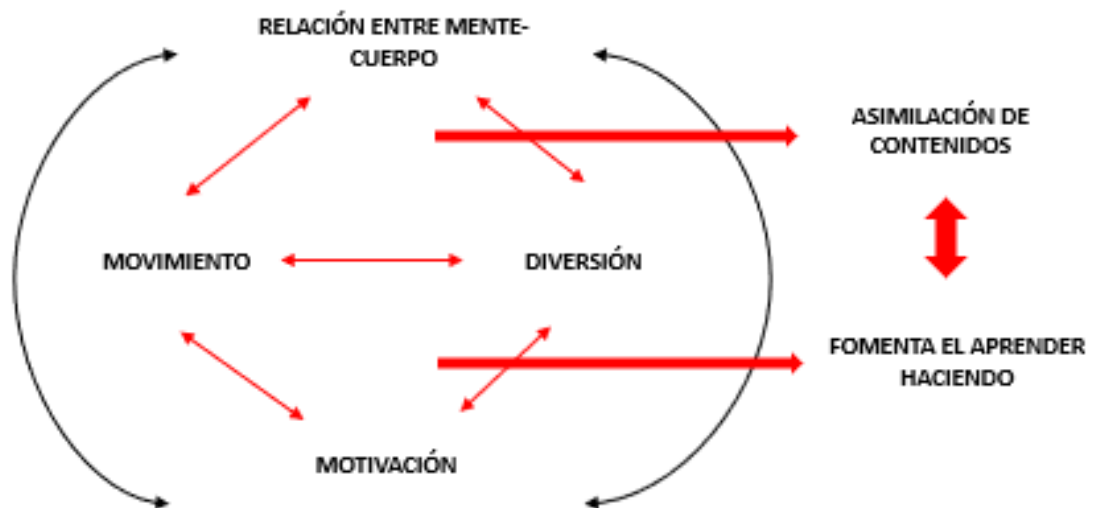 RELACIÓN ENTRE MENTE-
CUERPO
ASIMILACIÓN DE
CONTENIDOS
MOVIMIENTO
DIVERSIÓN
FOMENTA EL APRENDER
HACIENDO
MOTIVACIÓN